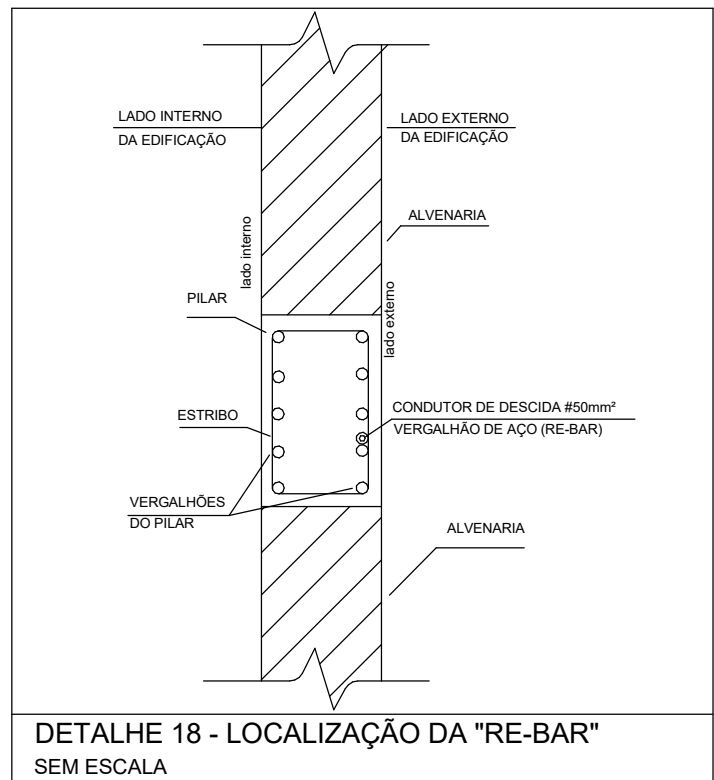 LADO INTERNO
DA EDIFICAÇÃO
LADO EXTERNO
DA EDIFICAÇÃO
ALVENARIA
lado interno
lado externo
PILAR
ESTRIBO
CONDUTOR DE DESCIDA #50mm²
VERGALHÃO DE AÇO (RE-BAR)
VERGALHÕES
DO PILAR
ALVENARIA
DETALHE 18 - LOCALIZAÇÃO DA "RE-BAR"
SEM ESCALA